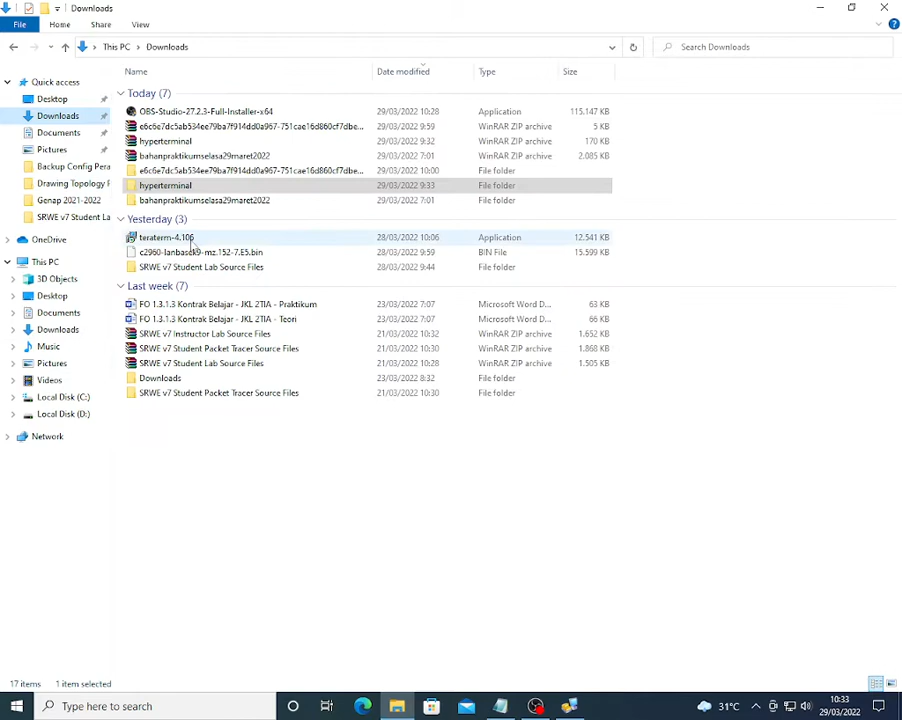 Downloads
File Home Share View
This PC Downloads Search Downloads
Name Date modified Type Size
Quick access
Desktop
Downloads
Documents
Pictures
Backup Config Pera
Drawing Topology F
Genap 2021-2022
SRWE v7 Student La
OneDrive
This PC
3D Objects
Desktop
Documents
Downloads
Music
Pictures
Videos
Local Disk (C:)
Local Disk (D:)
Network
Today (7)
OBS-Studio-27.2.3-Full-Installer-x64 29/03/2022 10:28 Application 115.147 KB
e6c6e7dc5ab534ee79ba7f914dd0a967-751cae16d860cf7dbe... 29/03/2022 9:59 WinRAR ZIP archive 5 KB
hyperterminal 29/03/2022 9:32 WinRAR ZIP archive 170 KB
bahanpraktikumselasa29maret2022 29/03/2022 7:01 WinRAR ZIP archive 2.085 KB
e6c6e7dc5ab534ee79ba7f914dd0a967-751cae16d860cf7dbe... 29/03/2022 10:00 File folder
hyperterminal 29/03/2022 9:33 File folder
bahanpraktikumselasa29maret2022 29/03/2022 7:01 File folder
Yesterday (3)
teraterm-4.106 28/03/2022 10:06 Application 12.541 KB
c2960-lanbasek9-mz.152-7.E5.bin 28/03/2022 9:59 BIN File 15.599 KB
SRWE v7 Student Lab Source Files 28/03/2022 9:44 File folder
Last week (7)
FO 1.3.1.3 Kontrak Belajar - JKL 2TIA - Praktikum 23/03/2022 7:07 Microsoft Word D... 63 KB
FO 1.3.1.3 Kontrak Belajar - JKL 2TIA - Teori 23/03/2022 7:07 Microsoft Word D... 66 KB
SRWE v7 Instructor Lab Source Files 21/03/2022 10:32 WinRAR ZIP archive 1.652 KB
SRWE v7 Student Packet Tracer Source Files 21/03/2022 10:30 WinRAR ZIP archive 1.868 KB
SRWE v7 Student Lab Source Files 21/03/2022 10:28 WinRAR ZIP archive 1.505 KB
Downloads 23/03/2022 8:32 File folder
SRWE v7 Student Packet Tracer Source Files 21/03/2022 10:30 File folder
17 items 1 item selected
Type here to search
31°C
10:33
29/03/2022